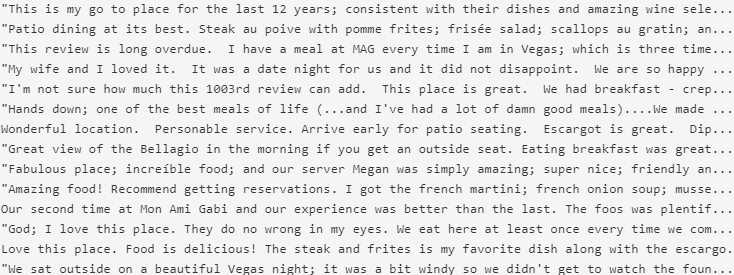 "This is my go to place for the last 12 years; consistent with their dishes and amazing wine sele...
"Patio dining at its best. Steak au poive with pomme frites; frisée salad; scallops au gratin; an...
"This review is long overdue.  I have a meal at MAG every time I am in Vegas; which is three time...
"My wife and I loved it.  It was a date night for us and it did not disappoint.  We are so happy ...
"I'm not sure how much this 1003rd review can add.  This place is great.  We had breakfast - crep...
"Hands down; one of the best meals of life (...and I've had a lot of damn good meals)....We made ...
Wonderful location.  Personable service. Arrive early for patio seating.  Escargot is great.  Dip...
"Great view of the Bellagio in the morning if you get an outside seat. Eating breakfast was great...
"Fabulous place; increíble food; and our server Megan was simply amazing; super nice; friendly an...
"Amazing food! Recommend getting reservations. I got the french martini; french onion soup; musse...
Our second time at Mon Ami Gabi and our experience was better than the last. The foos was plentif...
"God; I love this place. They do no wrong in my eyes. We eat here at least once every time we com...
Love this place. Food is delicious! The steak and frites is my favorite dish along with the escargo.
"We sat outside on a beautiful Vegas night; it was a bit windy so we didn't get to watch the foun...